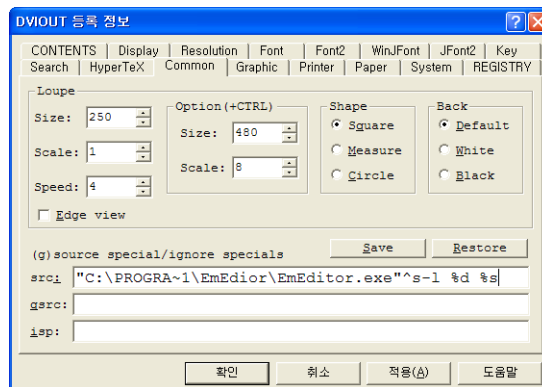 DVIOUT 등록 정보
CONTENTS Display Resolution Font Font2 WinJFont JFont2 Key
Search HyperTeX Common Graphic Printer Paper System REGISTRY
Loupe
Size: 250
Scale: 1
Speed: 4
Edge view
Option(+CTRL)
Size: 480
Scale: 8
Shape
Square
Measure
Circle
Back
Default
White
Black
(g)source special/ignore specials
Save Restore
src: "C:\PROGRA~1\EmEdior\EmEditor.exe"^s-l %d %s
gsrc:
isp:
확인 취소 적용(A) 도움말